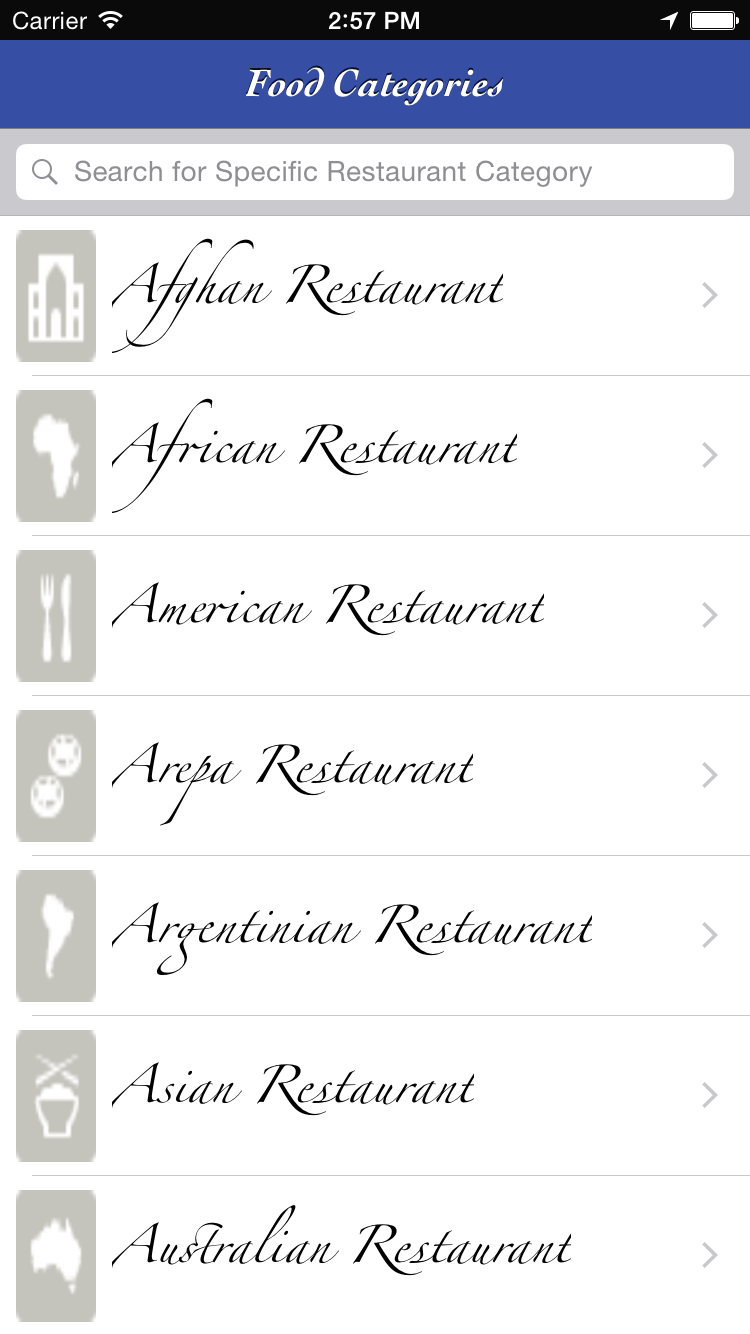 Carrier 2:57 PM
Food Categories
Search for Specific Restaurant Category
Afghan Restaurant
African Restaurant
American Restaurant
Arepa Restaurant
Argentinian Restaurant
Asian Restaurant
Australian Restaurant